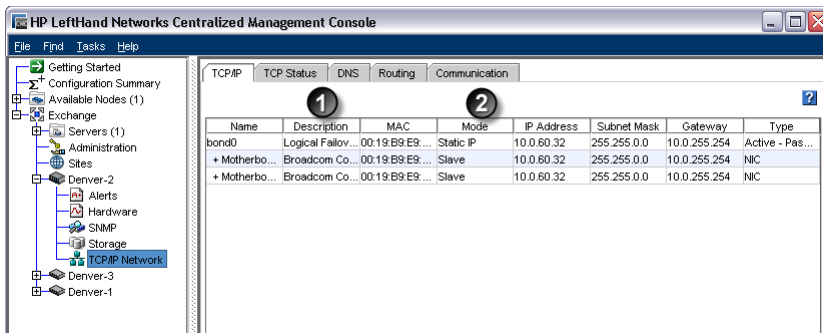 HP LeftHand Networks Centralized Management Console
File Find Tasks Help
Getting Started
Configuration Summary
Available Nodes (1)
Exchange
Servers (1)
Administration
Sites
Denver-2
Alerts
Hardware
SNMP
Storage
TCP/IP Network
Denver-3
Denver-1
TCP/IP TCP Status DNS Routing Communication
1 2
?
Name Description MAC Mode IP Address Subnet Mask Gateway Type
bond0 Logical Failov... 00:19:B9:E9:... Static IP 10.0.60.32 255.255.0.0 10.0.255.254 Active - Pas...
+ Motherbo... Broadcom Co... 00:19:B9:E9:... Slave 10.0.60.32 255.255.0.0 10.0.255.254 NIC
+ Motherbo... Broadcom Co... 00:19:B9:E9:... Slave 10.0.60.32 255.255.0.0 10.0.255.254 NIC